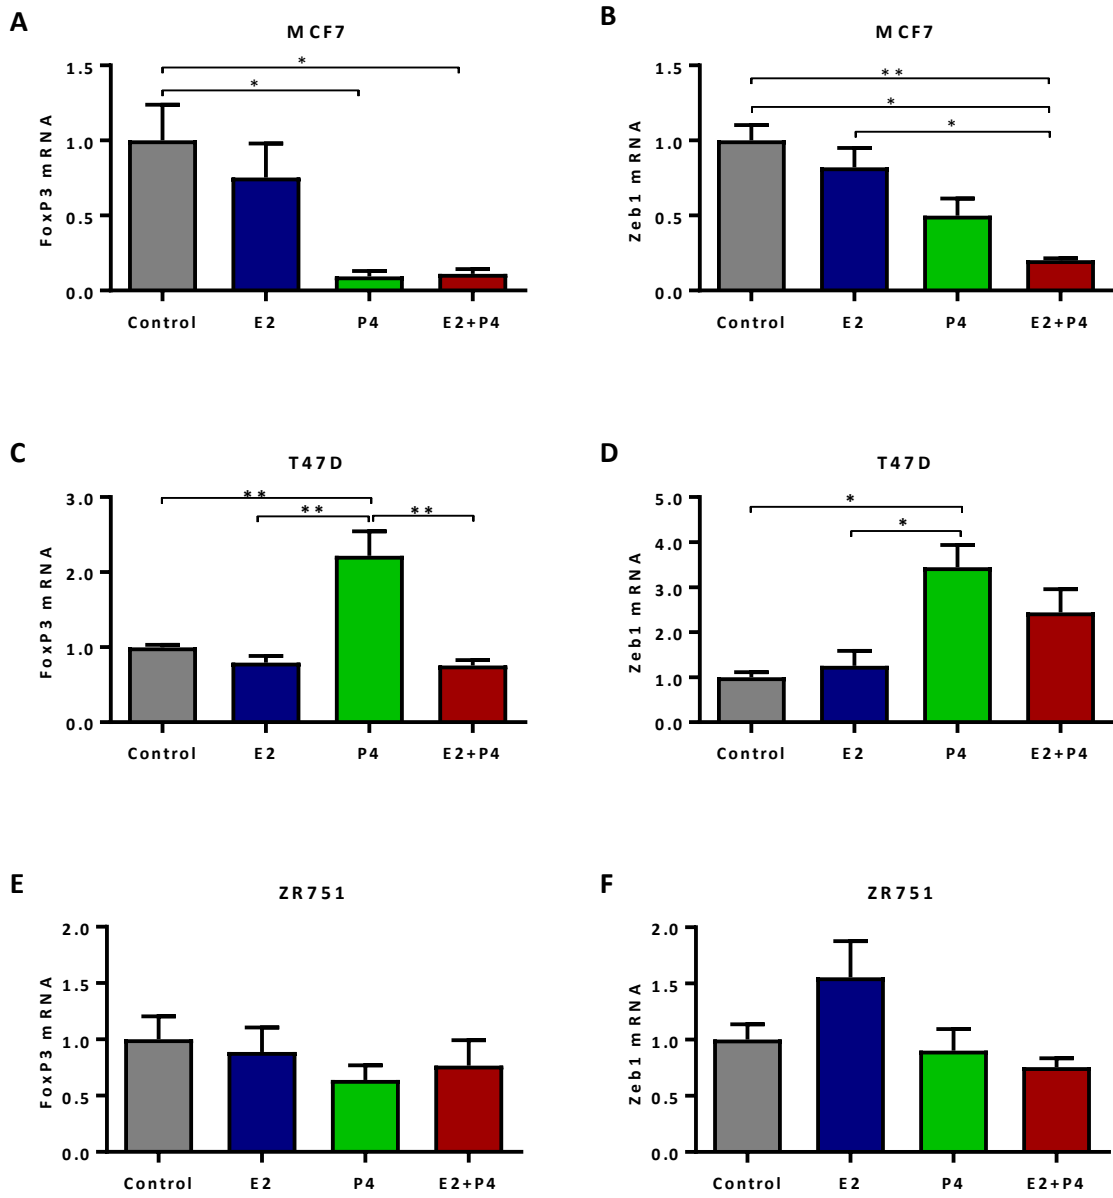 A
MCF7
FoxP3 mRNA
1.5
1.0
0.5
0.0
*
*
Control E2 P4 E2+P4
B
MCF7
Zeb1 mRNA
1.5
1.0
0.5
0.0
**
*
*
Control E2 P4 E2+P4
C
T47D
FoxP3 mRNA
3.0
2.0
1.0
0.0
**
** **
Control E2 P4 E2+P4
D
T47D
Zeb1 mRNA
5.0
4.0
3.0
2.0
1.0
0.0
*
*
Control E2 P4 E2+P4
E
ZR751
FoxP3 mRNA
2.0
1.5
1.0
0.5
0.0
Control E2 P4 E2+P4
F
ZR751
Zeb1 mRNA
2.0
1.5
1.0
0.5
0.0
Control E2 P4 E2+P4